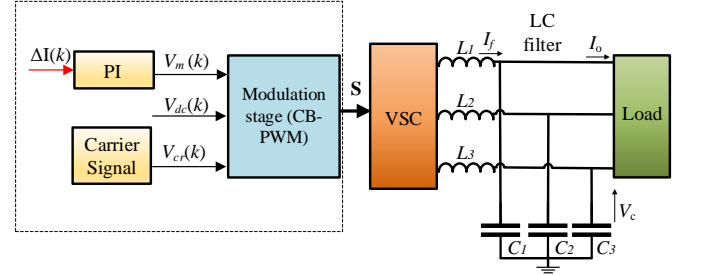 ΔI(k)
PI
V_m(k)
V_dc(k)
Carrier
Signal
V_cr(k)
Modulation
stage (CB-
PWM)
S
VSC
L1
I_f
LC
filter
I_o
L2
L3
Load
V_c
C1
C2
C3